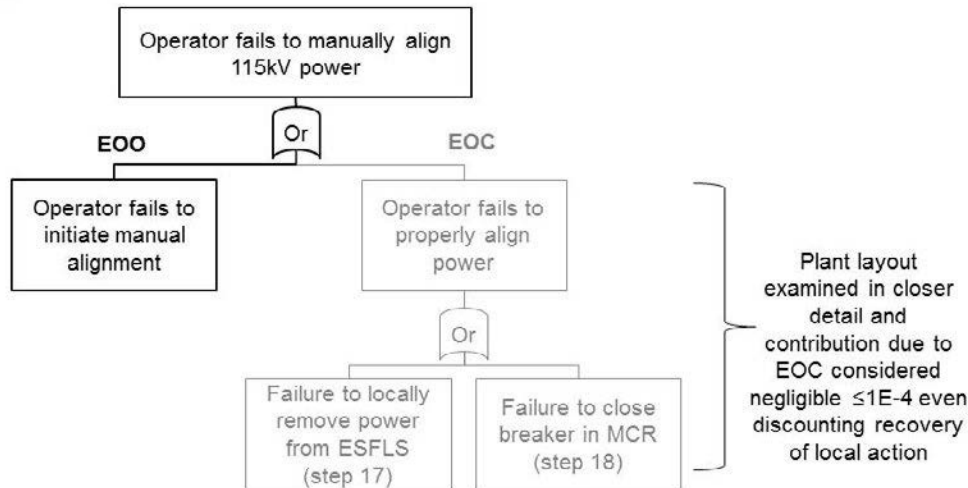 Operator fails to manually align
115kV power
Or
EOO
EOC
Operator fails to
initiate manual
alignment
Operator fails to
properly align
power
Or
Failure to locally
remove power
from ESFLS
(step 17)
Failure to close
breaker in MCR
(step 18)
Plant layout
examined in closer
detail and
contribution due to
EOC considered
negligible ≤1E-4 even
discounting recovery
of local action